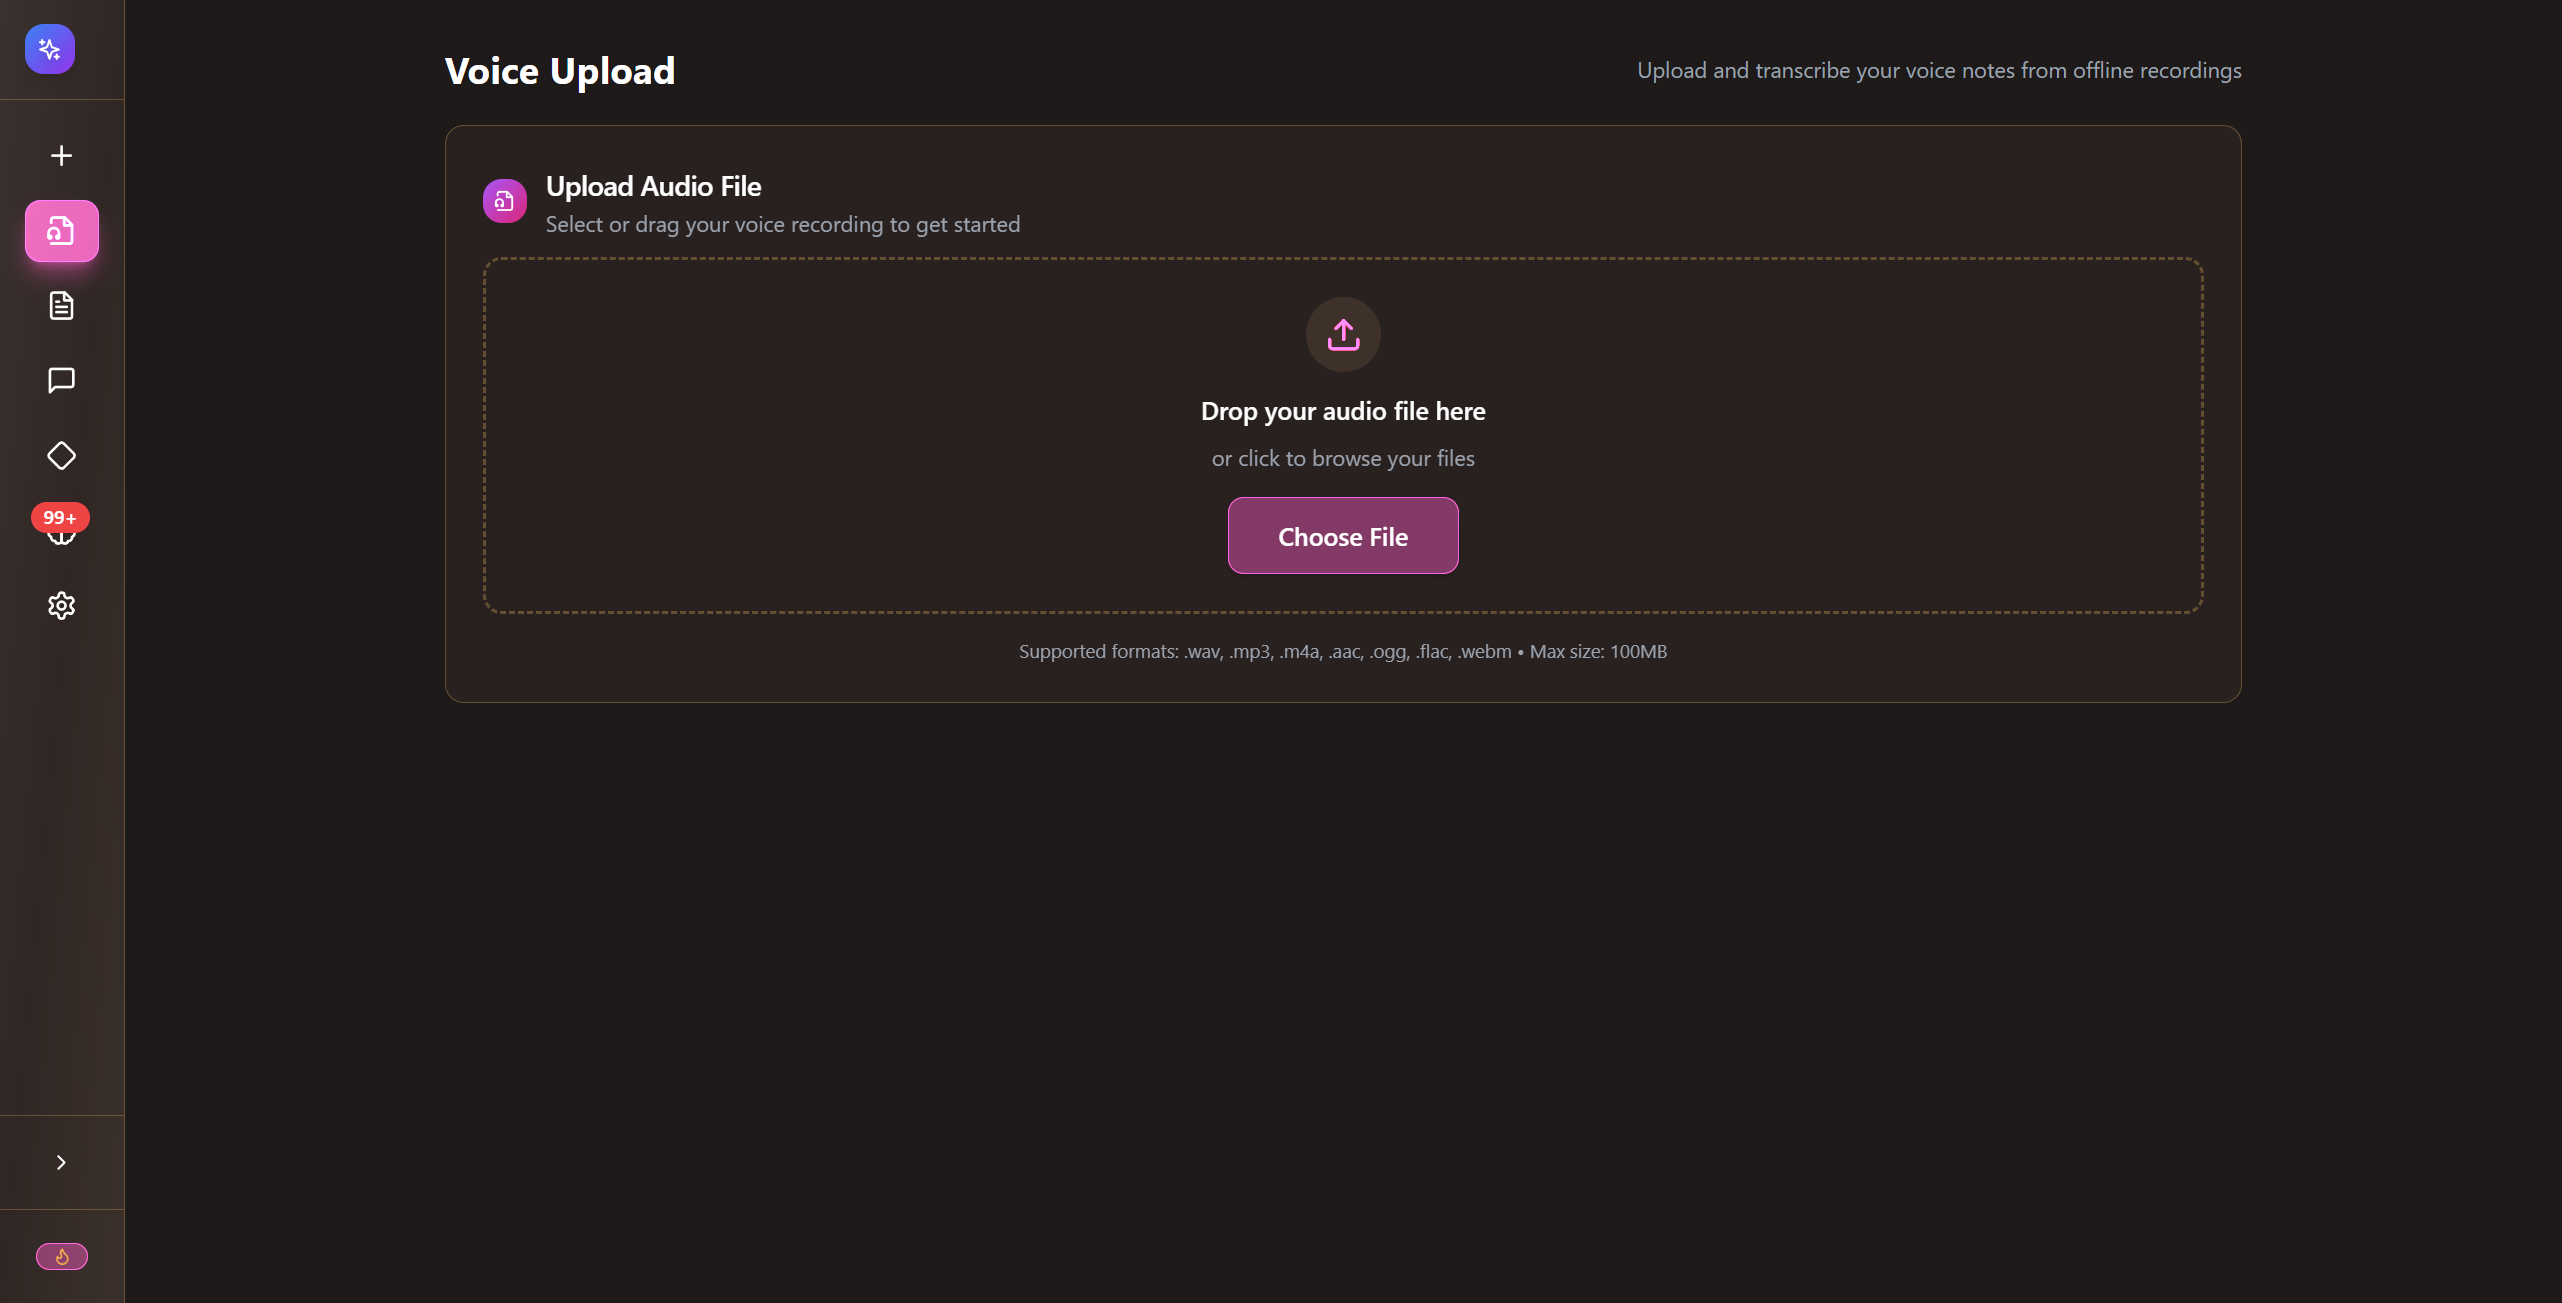 Voice Upload
Upload and transcribe your voice notes from offline recordings
Upload Audio File
Select or drag your voice recording to get started
Drop your audio file here
or click to browse your files
Choose File
Supported formats: .wav, .mp3, .m4a, .aac, .ogg, .flac, .webm • Max size: 100MB
99+